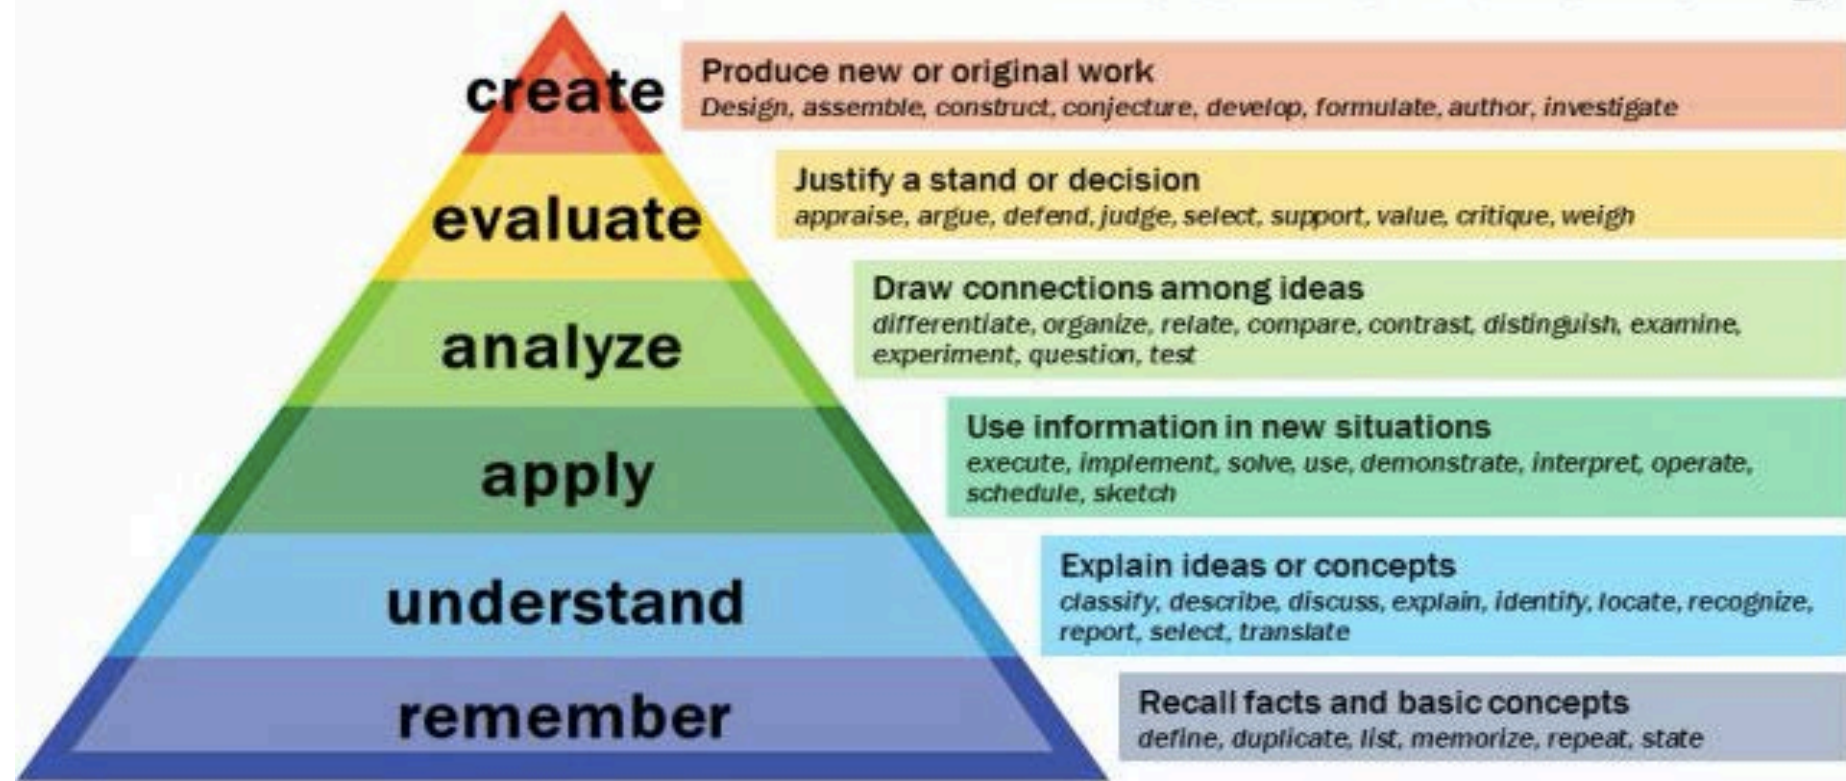 create
Produce new or original work
Design, assemble, construct, conjecture, develop, formulate, author, investigate
evaluate
Justify a stand or decision
appraise, argue, defend, judge, select, support, value, critique, weigh
analyze
Draw connections among ideas
differentiate, organize, relate, compare, contrast, distinguish, examine,
experiment, question, test
apply
Use information in new situations
execute, implement, solve, use, demonstrate, interpret, operate,
schedule, sketch
understand
Explain ideas or concepts
classify, describe, discuss, explain, identify, locate, recognize,
report, select, translate
remember
Recall facts and basic concepts
define, duplicate, list, memorize, repeat, state